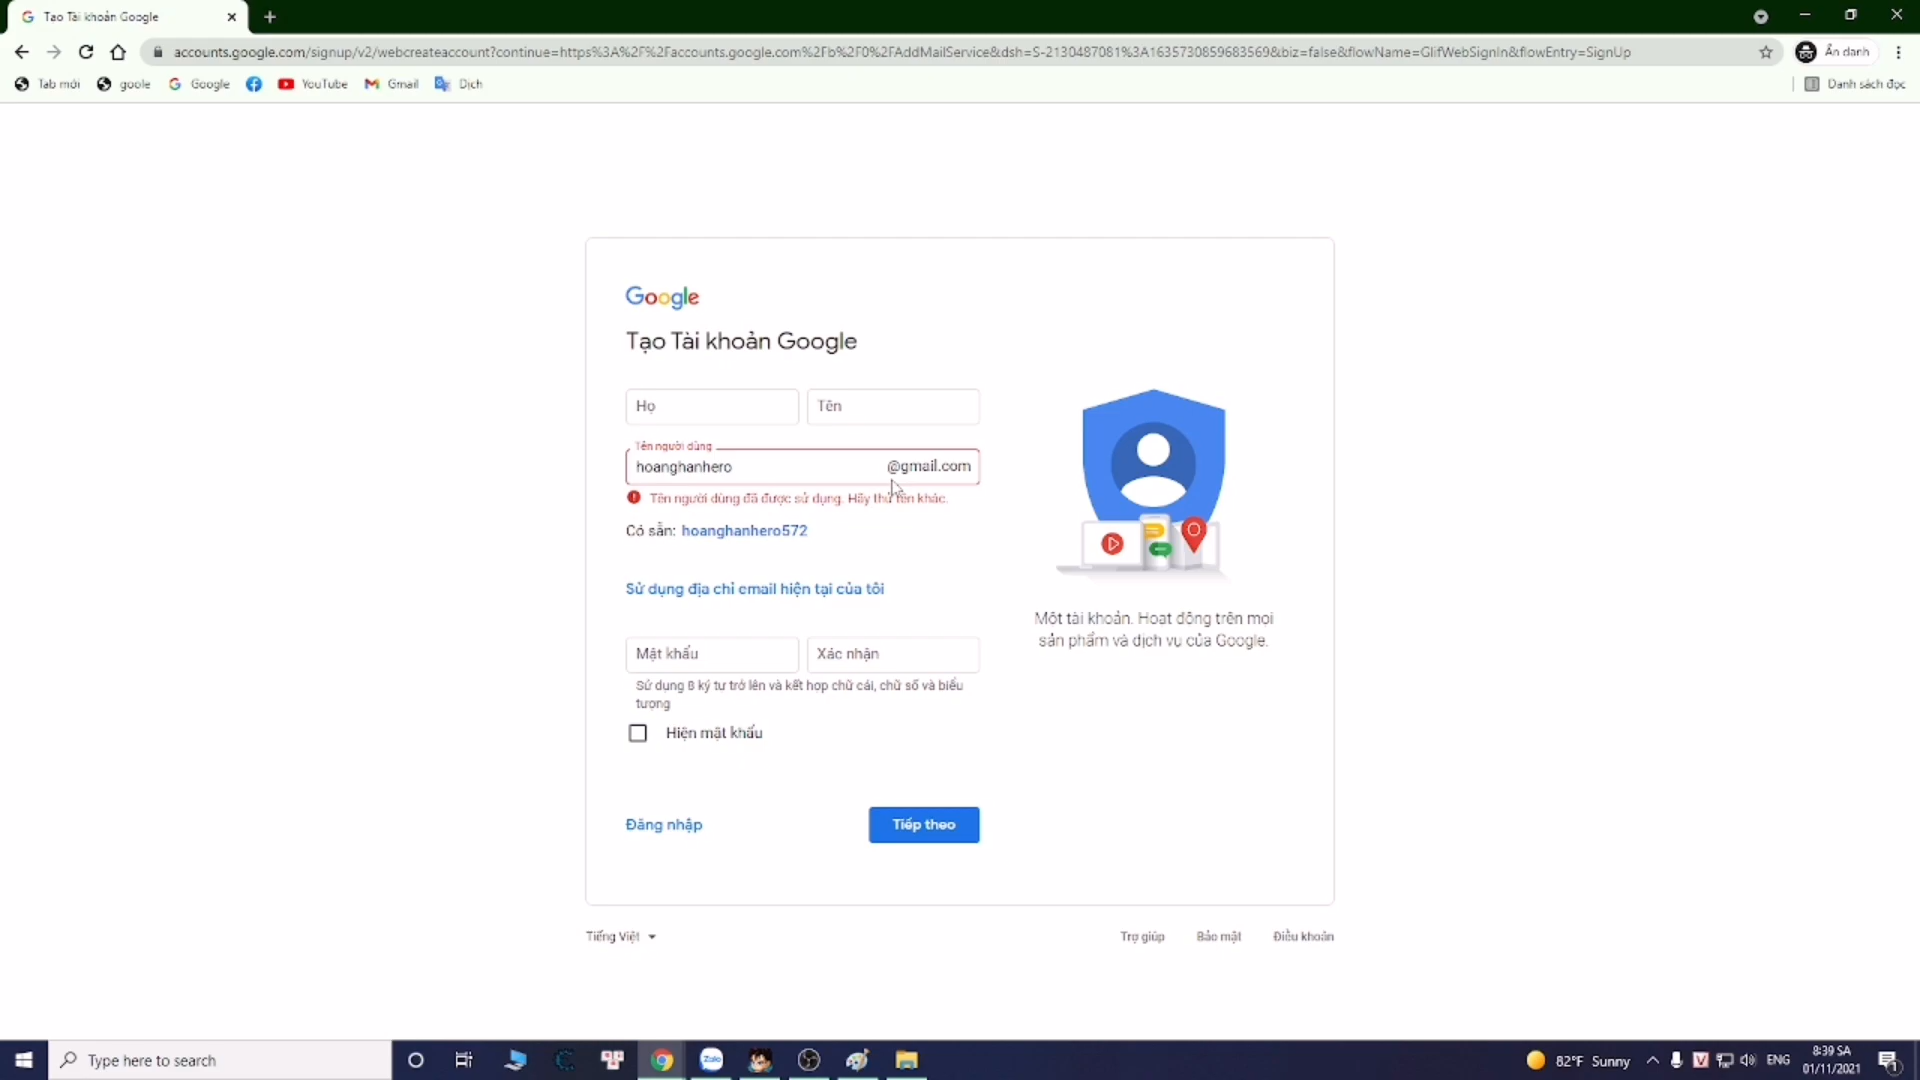 Tạo Tài khoản Google
accounts.google.com/signup/v2/webcreateaccount?continue=https%3A%2F%2Faccounts.google.com%2Fb%2F0%2FAddMailService&dsh=S-2130487081%3A1635730859683569&biz=false&flowName=GlifWebSignIn&flowEntry=SignUp
Ẩn danh
Tab mới
goole
Google
YouTube
Gmail
Dịch
Danh sách đọc
Google
Tạo Tài khoản Google
Họ
Tên
Tên người dùng
hoanghanhero
@gmail.com
Tên người dùng đã được sử dụng. Hãy thử tên khác.
Có sẵn: hoanghanhero572
Sử dụng địa chỉ email hiện tại của tôi
Mật khẩu
Xác nhận
Sử dụng 8 ký tự trở lên và kết hợp chữ cái, chữ số và biểu
tượng
Hiện mật khẩu
Đăng nhập
Tiếp theo
Một tài khoản. Hoạt động trên mọi
sản phẩm và dịch vụ của Google.
Tiếng Việt
Trợ giúp
Bảo mật
Điều khoản
Type here to search
Zalo
82°F Sunny
V
ENG
8:39 SA
01/11/2021
1